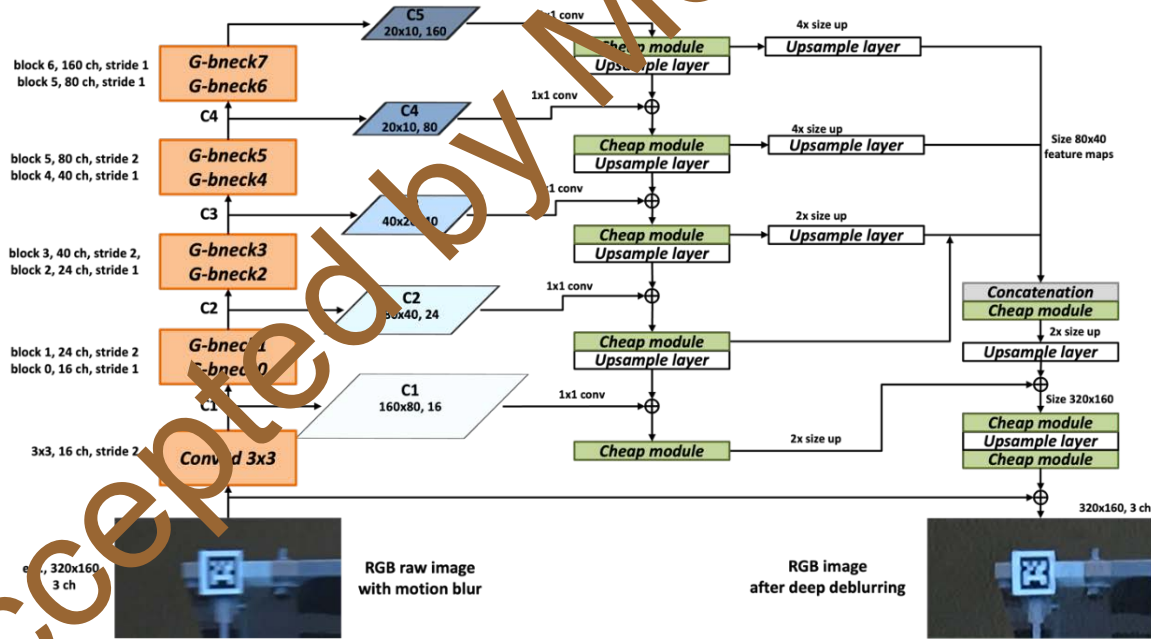 C5
20x10, 160
4x size up
Upsample layer
module
Upsample layer
block 6, 160 ch, stride 1
block 5, 80 ch, stride 1
G-bneck7
G-bneck6
C4
C4
20x10, 80
1x1 conv
4x size up
Cheap module
Upsample layer
Upsample layer
Size 80x40
feature maps
block 5, 80 ch, stride 2
block 4, 40 ch, stride 1
G-bneck5
G-bneck4
C3
conv
2x size up
Cheap module
Upsample layer
Upsample layer
block 3, 40 ch, stride 2,
block 2, 24 ch, stride 1
G-bneck3
G-bneck2
C2
C2
24
1x1 conv
Concatenation
Cheap module
2x size up
Upsample layer
block 1, 24 ch, stride 2
block 0, 16 ch, stride 1
Cheap module
Upsample layer
C1
C1
160x80, 16
1x1 conv
2x size up
Size 320x160
Cheap module
Upsample layer
Cheap module
3x3, 16 ch, stride 2
3x3
Cheap module
320x160, 3 ch
320x160
3 ch
RGB raw image
with motion blur
RGB image
after deep deblurring
ccepted by